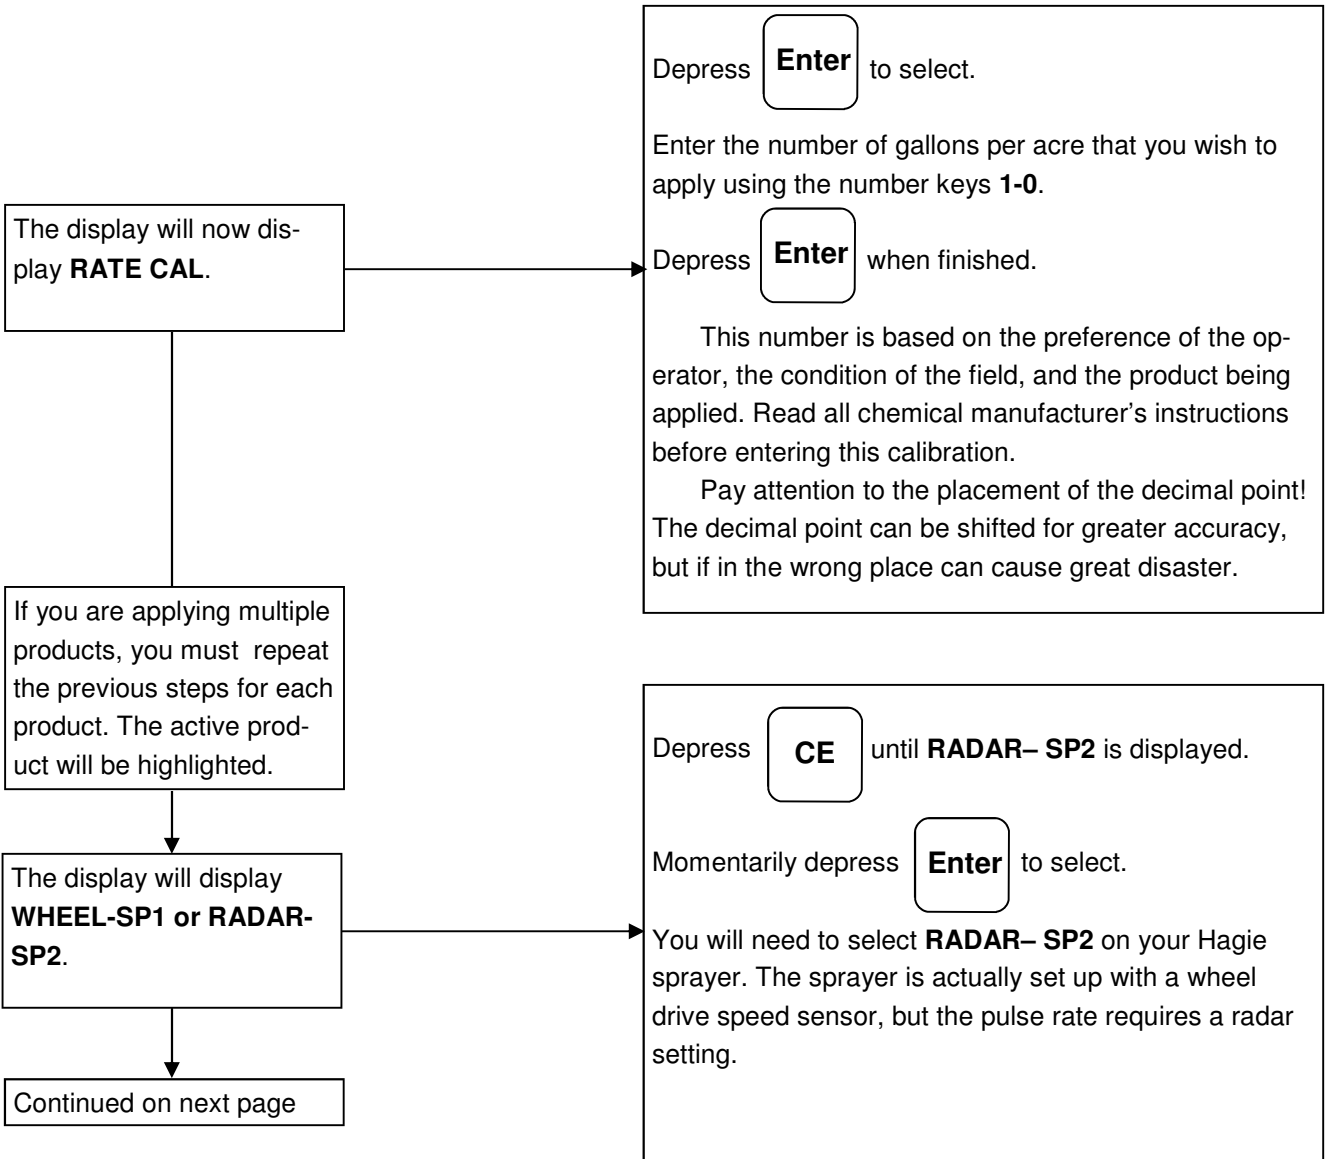 The display will now dis-
play RATE CAL.
Depress Enter to select.
Enter the number of gallons per acre that you wish to
apply using the number keys 1-0.
Depress Enter when finished.
This number is based on the preference of the op-
erator, the condition of the field, and the product being
applied. Read all chemical manufacturer’s instructions
before entering this calibration.
Pay attention to the placement of the decimal point!
The decimal point can be shifted for greater accuracy,
but if in the wrong place can cause great disaster.
If you are applying multiple
products, you must  repeat
the previous steps for each
product. The active prod-
uct will be highlighted.
The display will display
WHEEL-SP1 or RADAR-
SP2.
Depress CE until RADAR– SP2 is displayed.
Momentarily depress Enter to select.
You will need to select RADAR– SP2 on your Hagie
sprayer. The sprayer is actually set up with a wheel
drive speed sensor, but the pulse rate requires a radar
setting.
Continued on next page